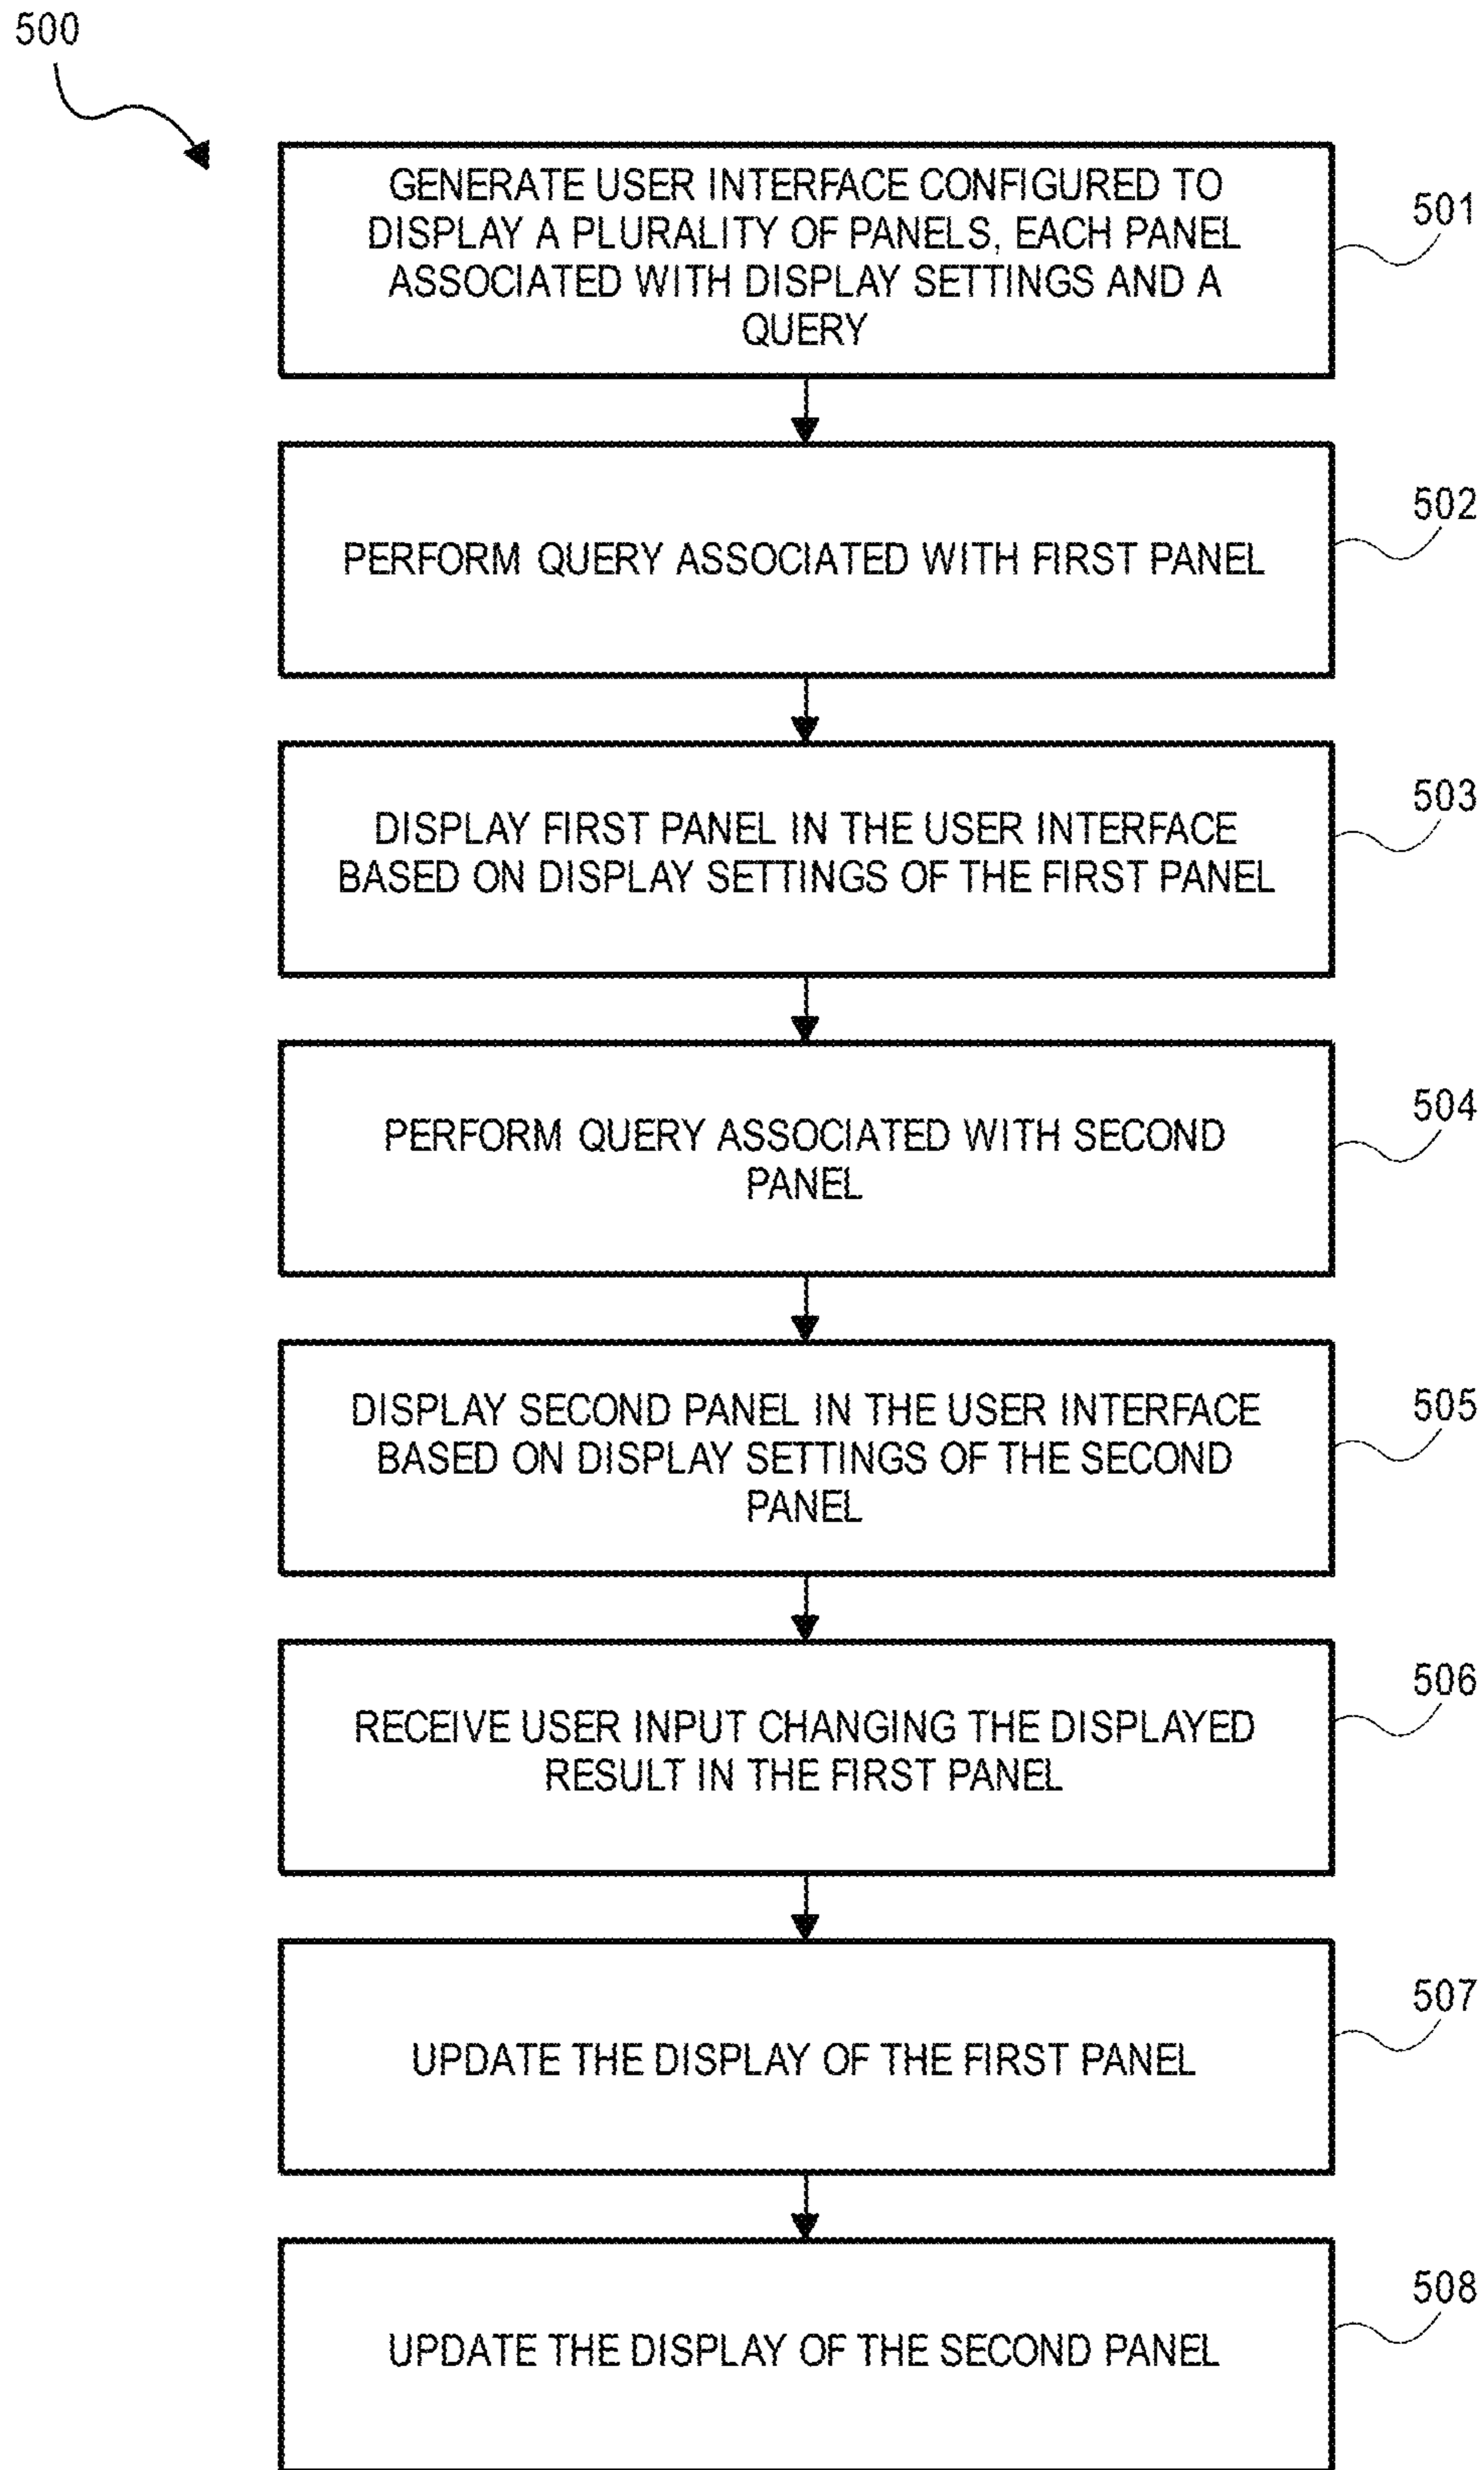 500
GENERATE USER INTERFACE CONFIGURED TO
DISPLAY A PLURALITY OF PANELS, EACH PANEL
ASSOCIATED WITH DISPLAY SETTINGS AND A
QUERY
501
PERFORM QUERY ASSOCIATED WITH FIRST PANEL
502
DISPLAY FIRST PANEL IN THE USER INTERFACE
BASED ON DISPLAY SETTINGS OF THE FIRST PANEL
503
PERFORM QUERY ASSOCIATED WITH SECOND
PANEL
504
DISPLAY SECOND PANEL IN THE USER INTERFACE
BASED ON DISPLAY SETTINGS OF THE SECOND
PANEL
505
RECEIVE USER INPUT CHANGING THE DISPLAYED
RESULT IN THE FIRST PANEL
506
UPDATE THE DISPLAY OF THE FIRST PANEL
507
UPDATE THE DISPLAY OF THE SECOND PANEL
508